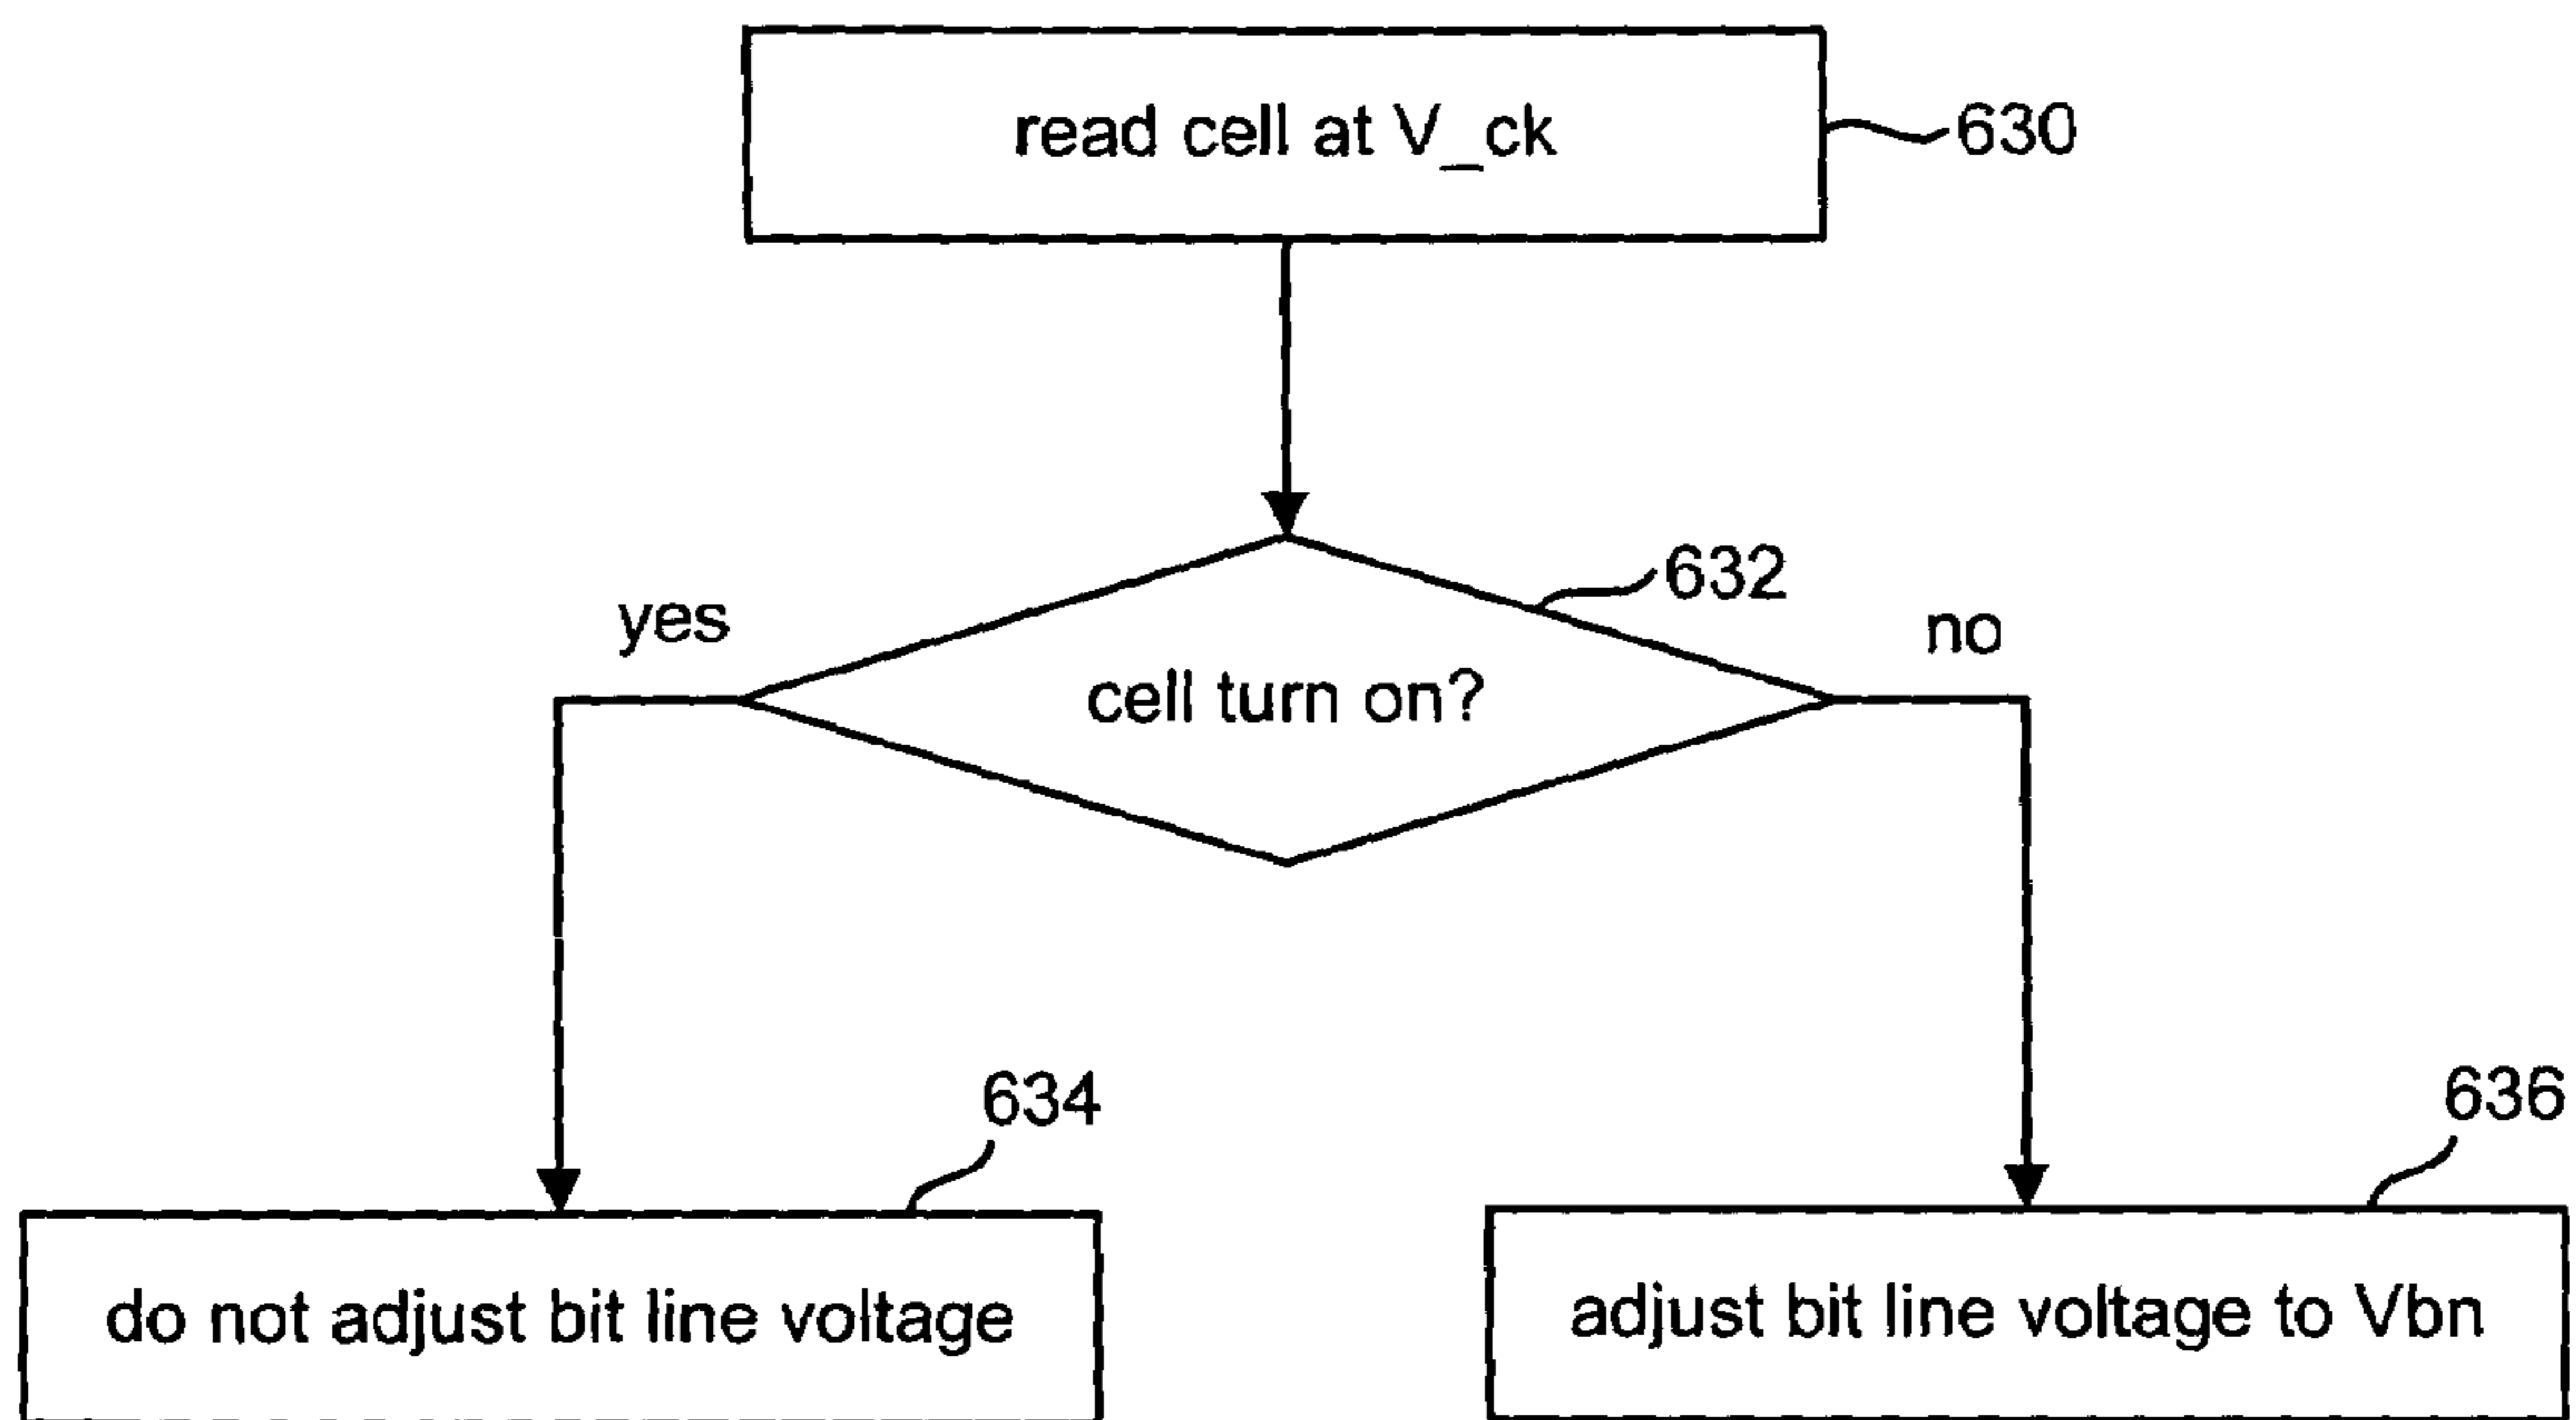 read cell at V_ck
630
632
yes
no
cell turn on?
634
636
do not adjust bit line voltage
adjust bit line voltage to Vbn